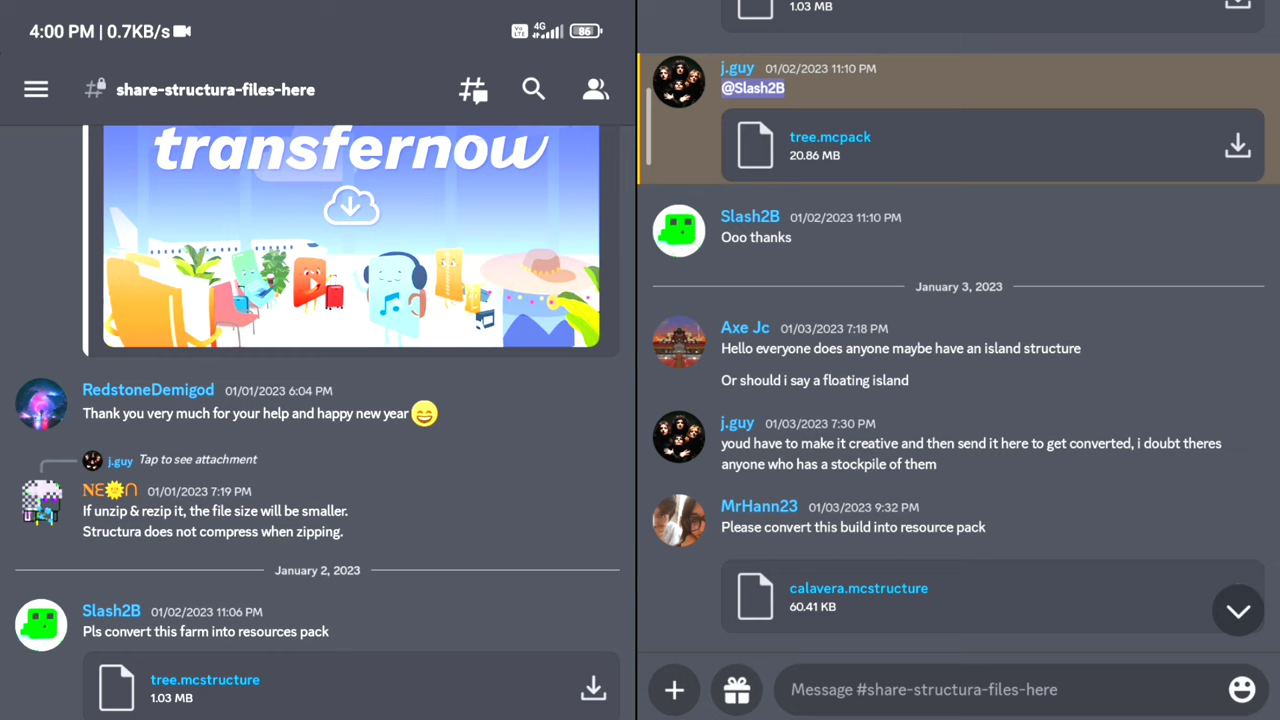 4:00 PM | 0.7KB/s
Vo LTE 4G 86
share-structura-files-here
transfernow
RedstoneDemigod 01/01/2023 6:04 PM
Thank you very much for your help and happy new year 😄
j.guy Tap to see attachment
NE🌞N 01/01/2023 7:19 PM
If unzip & rezip it, the file size will be smaller.
Structura does not compress when zipping.
January 2, 2023
Slash2B 01/02/2023 11:06 PM
Pls convert this farm into resources pack
tree.mcstructure
1.03 MB
1.03 MB
j.guy 01/02/2023 11:10 PM
@Slash2B
tree.mcpack
20.86 MB
Slash2B 01/02/2023 11:10 PM
Ooo thanks
January 3, 2023
Axe Jc 01/03/2023 7:18 PM
Hello everyone does anyone maybe have an island structure
Or should i say a floating island
j.guy 01/03/2023 7:30 PM
youd have to make it creative and then send it here to get converted, i doubt theres
anyone who has a stockpile of them
MrHann23 01/03/2023 9:32 PM
Please convert this build into resource pack
calavera.mcstructure
60.41 KB
Message #share-structura-files-here